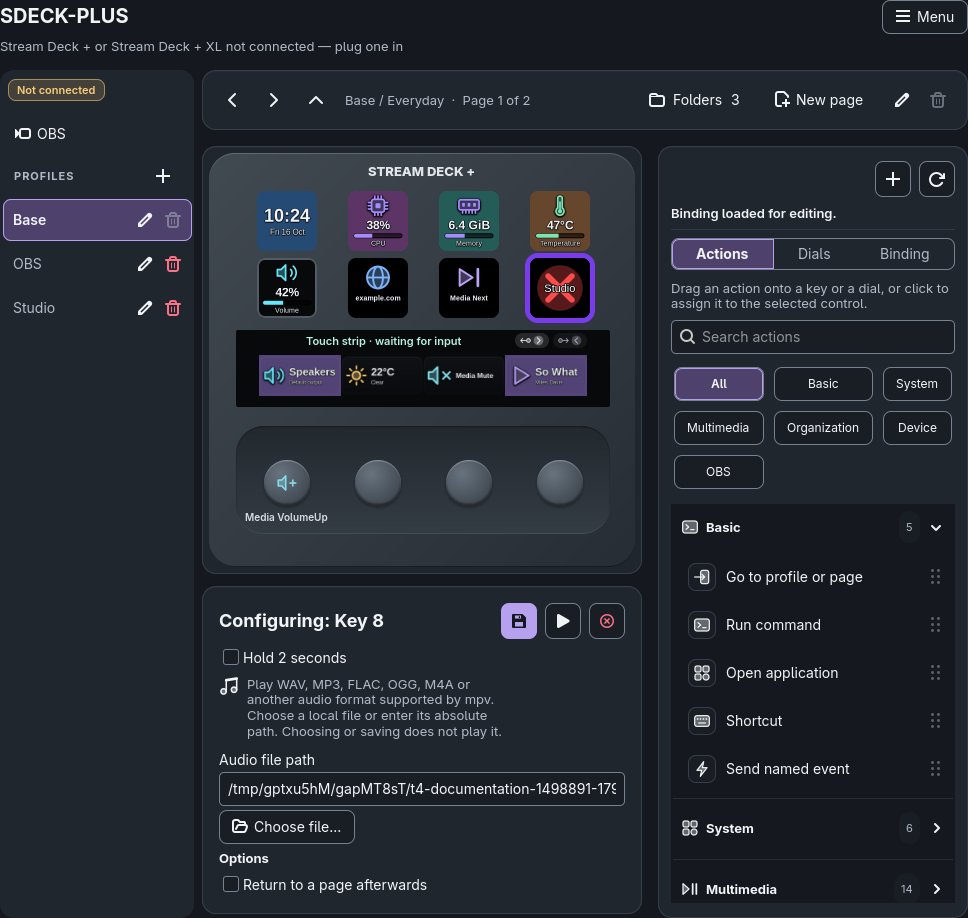 SDECK-PLUS
Menu
Stream Deck + or Stream Deck + XL not connected — plug one in
Not connected
OBS
PROFILES
Base
OBS
Studio
Base / Everyday · Page 1 of 2
Folders 3
New page
STREAM DECK +
10:24
Fri 16 Oct
38%
CPU
6.4 GiB
Memory
47°C
Temperature
42%
Volume
example.com
Media Next
Studio
Touch strip · waiting for input
Speakers
Default output
22°C
Clear
Media Mute
So What
Miles Davis
Media VolumeUp
Configuring: Key 8
Hold 2 seconds
Play WAV, MP3, FLAC, OGG, M4A or
another audio format supported by mpv.
Choose a local file or enter its absolute
path. Choosing or saving does not play it.
Audio file path
/tmp/gptxu5hM/gapMT8sT/t4-documentation-1498891-179
Choose file...
Options
Return to a page afterwards
Binding loaded for editing.
Actions
Dials
Binding
Drag an action onto a key or a dial, or click to
assign it to the selected control.
Search actions
All
Basic
System
Multimedia
Organization
Device
OBS
Basic 5
Go to profile or page
Run command
Open application
Shortcut
Send named event
System 6
Multimedia 14